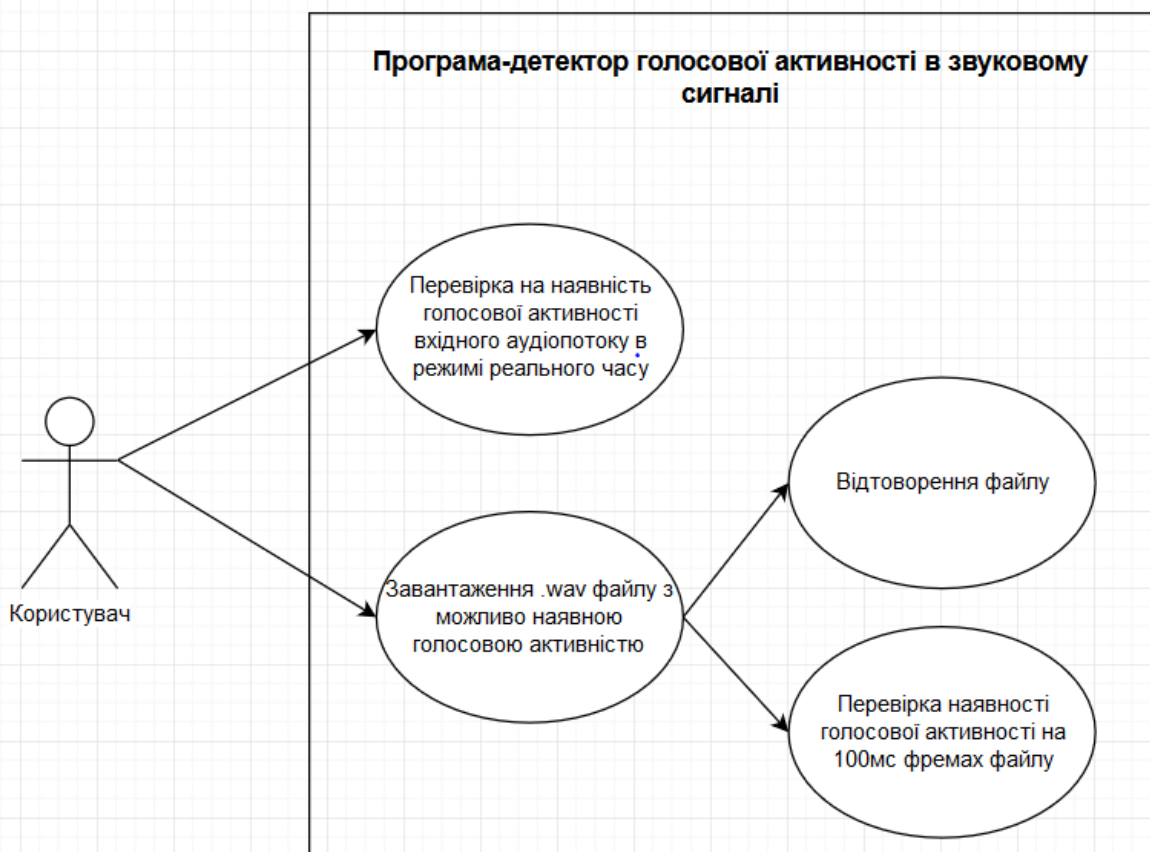 Програма-детектор голосової активності в звуковому
сигналі
Перевірка на наявність
голосової активності
вхідного аудіопотоку в
режимі реального часу
Відтоворення файлу
Завантаження .wav файлу з
можливо наявною
голосовою активністю
Користувач
Перевірка наявності
голосової активності на
100мс фремах файлу